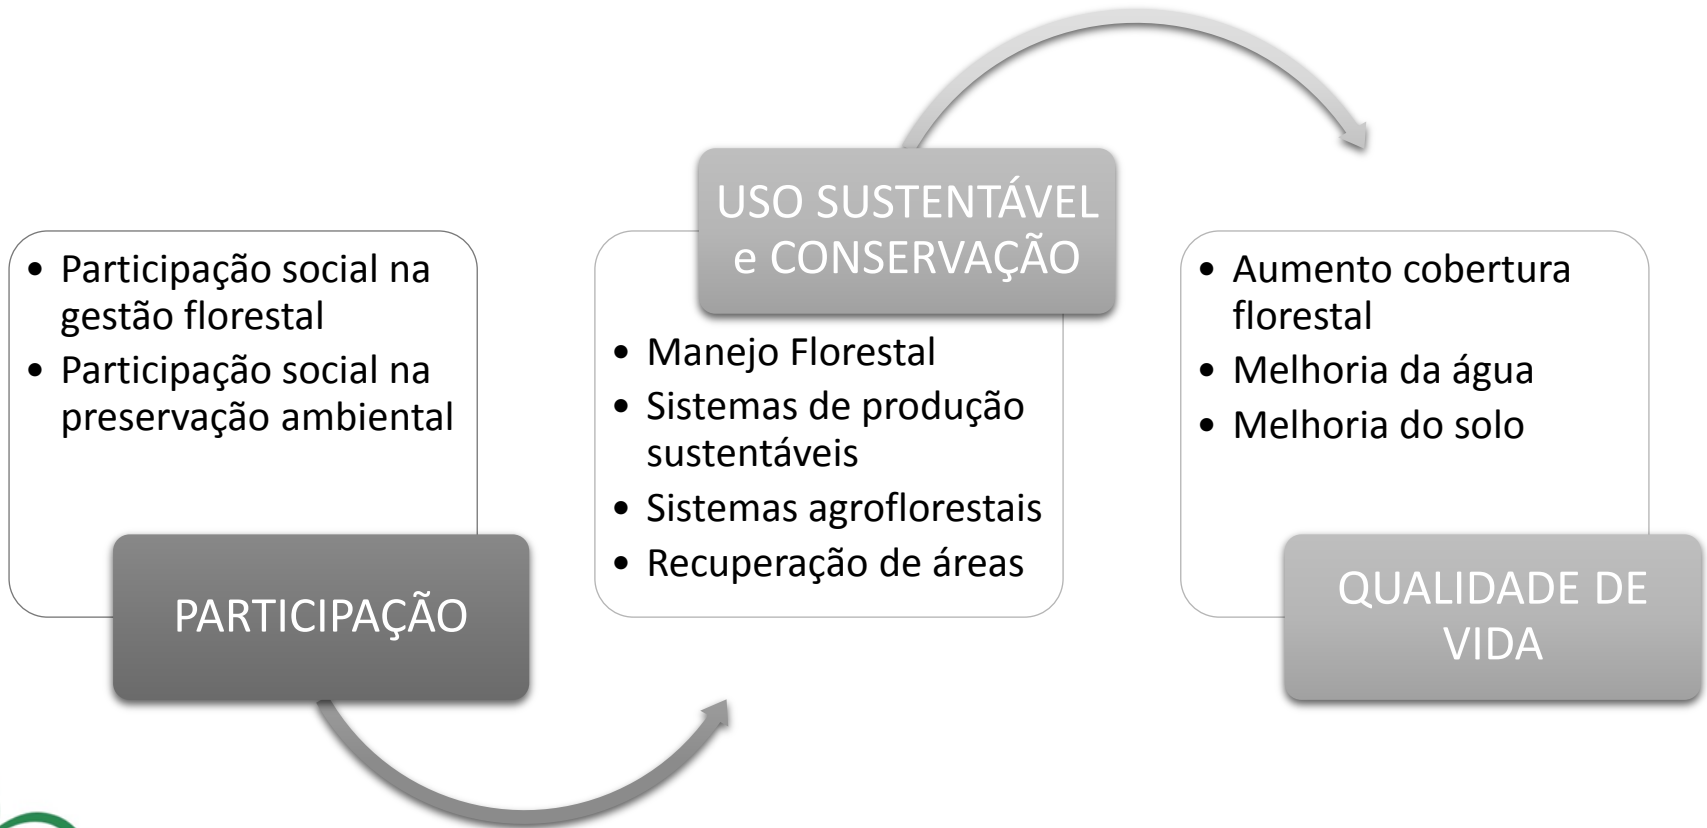 • Participação social na
gestão florestal
• Participação social na
preservação ambiental
PARTICIPAÇÃO
USO SUSTENTÁVEL
e CONSERVAÇÃO
• Manejo Florestal
• Sistemas de produção
sustentáveis
• Sistemas agroflorestais
• Recuperação de áreas
• Aumento cobertura
florestal
• Melhoria da água
• Melhoria do solo
QUALIDADE DE
VIDA